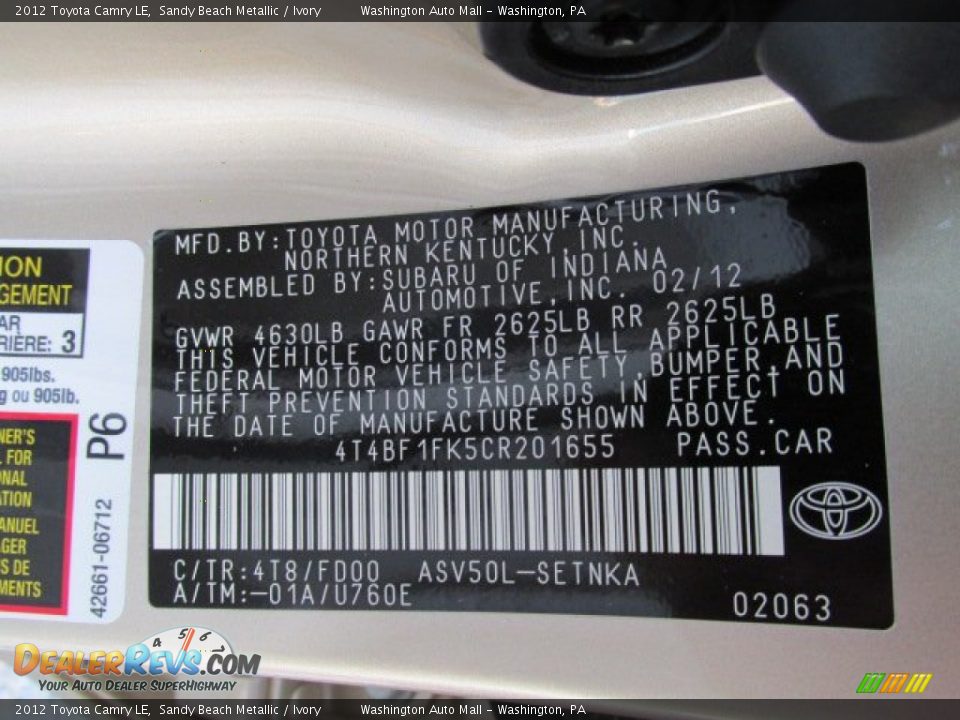 2012 Toyota Camry LE, Sandy Beach Metallic / Ivory Washington Auto Mall - Washington, PA
MFD.BY:TOYOTA MOTOR MANUFACTURING,
NORTHERN KENTUCKY,INC.
ASSEMBLED BY:SUBARU OF INDIANA
AUTOMOTIVE,INC. 02/12
GVWR 4630LB GAWR FR 2625LB RR 2625LB
THIS VEHICLE CONFORMS TO ALL APPLICABLE
FEDERAL MOTOR VEHICLE SAFETY,BUMPER,AND
THEFT PREVENTION STANDARDS IN EFFECT ON
THE DATE OF MANUFACTURE SHOWN ABOVE.
4T4BF1FK5CR201655 PASS.CAR
C/TR:4T8/FD00 ASV50L-SETNKA
A/TM:-01A/U760E
02063
ION
GEMENT
AR
RIÈRE: 3
905lbs.
g ou 905lb.
P6
NER'S
L FOR
ONAL
ATION
ANUEL
AGER
S DE
MENTS
42661-06712
4 5 6
DEALERREVS.COM
YOUR AUTO DEALER SUPERHIGHWAY
2012 Toyota Camry LE, Sandy Beach Metallic / Ivory Washington Auto Mall - Washington, PA